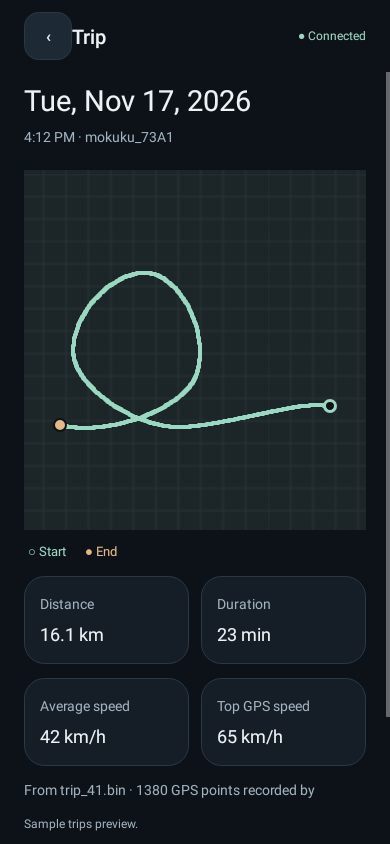 ‹ Trip ● Connected
Tue, Nov 17, 2026
4:12 PM · mokuku_73A1
○ Start ● End
Distance Duration
16.1 km 23 min
Average speed Top GPS speed
42 km/h 65 km/h
From trip_41.bin · 1380 GPS points recorded by
Sample trips preview.